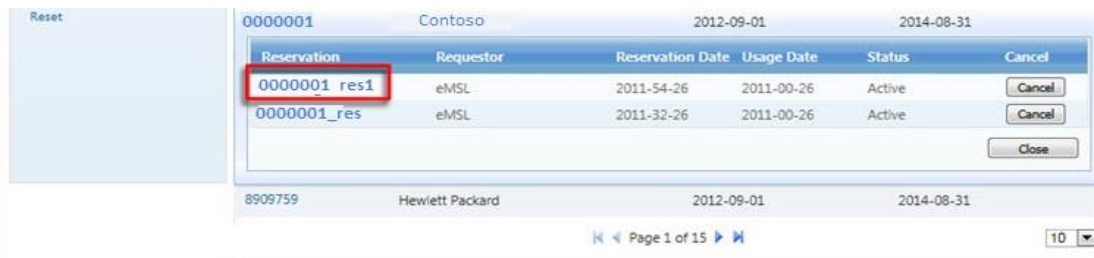 Reset
0000001 Contoso 2012-09-01 2014-08-31
Reservation Requestor Reservation Date Usage Date Status Cancel
0000001_res1 eMSL 2011-54-26 2011-00-26 Active Cancel
0000001_res eMSL 2011-32-26 2011-00-26 Active Cancel
Close
8909759 Hewlett Packard 2012-09-01 2014-08-31
Page 1 of 15 10